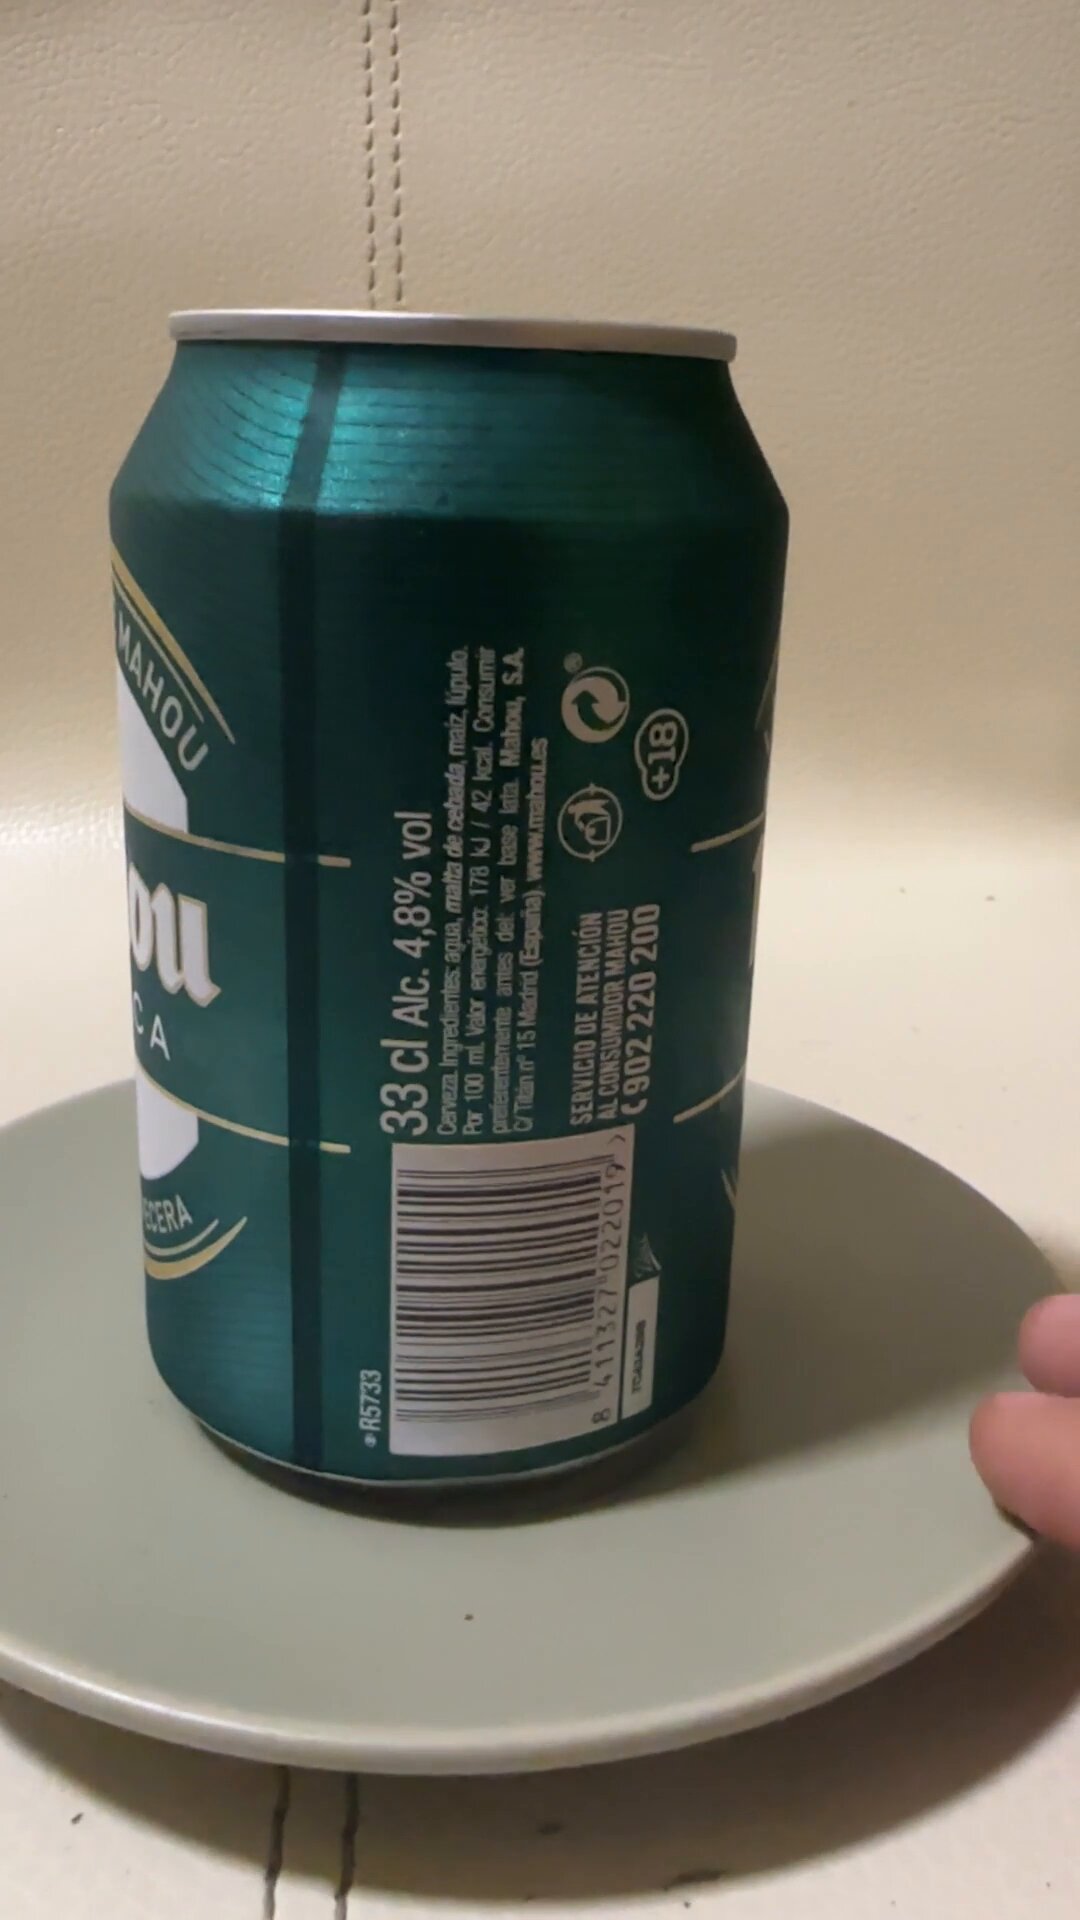 MAHOU
ou
CA
ECERA
33 cl Alc. 4,8% vol
Cerveza. Ingredientes: agua, malta de cebada, maíz, lúpulo.
Por 100 ml. Valor energético: 178 kJ / 42 kcal. Consumir
preferentemente antes del: ver base lata. Mahou, S.A.
C/ Titán nº 15 Madrid (España). www.mahou.es
SERVICIO DE ATENCIÓN
AL CONSUMIDOR MAHOU
902 220 200
+18
8 411327 022019 >
R5733